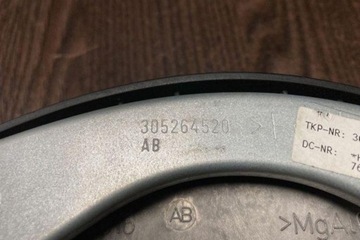 305264520
AB
TKP-NR:
DC-NR:
AB
>MgA